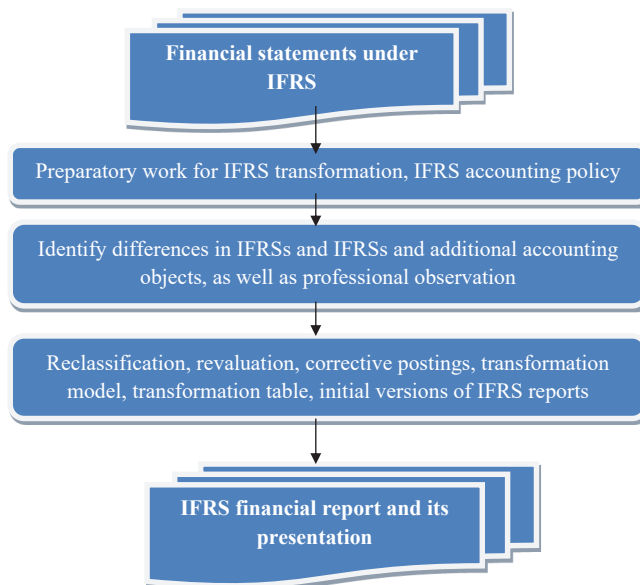 Financial statements under
IFRS
Preparatory work for IFRS transformation, IFRS accounting policy
Identify differences in IFRSs and IFRSs and additional accounting
objects, as well as professional observation
Reclassification, revaluation, corrective postings, transformation
model, transformation table, initial versions of IFRS reports
IFRS financial report and its
presentation